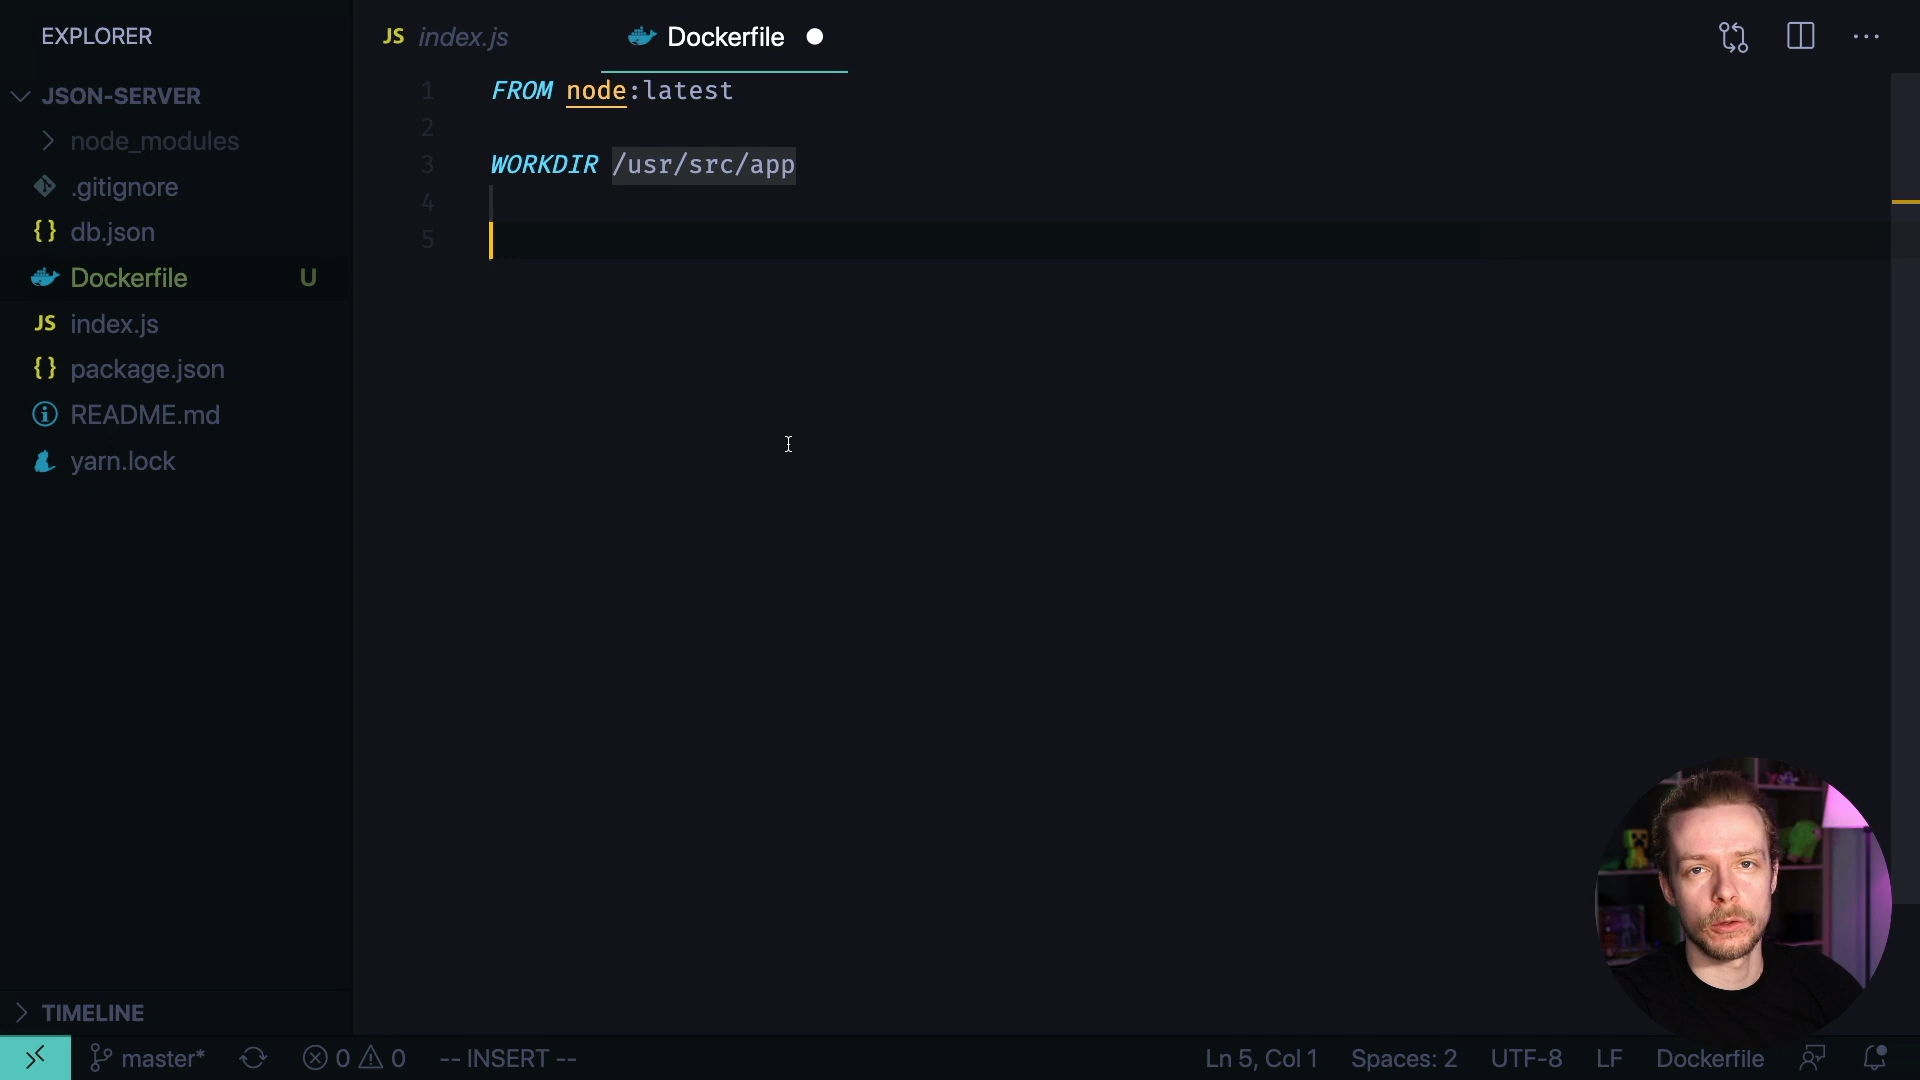 EXPLORER
JSON-SERVER
node_modules
.gitignore
{} db.json
Dockerfile U
JS index.js
{} package.json
README.md
yarn.lock
TIMELINE
JS index.js
Dockerfile
1 FROM node:latest
2
3 WORKDIR /usr/src/app
4
5
master* 0 0 -- INSERT -- Ln 5, Col 1 Spaces: 2 UTF-8 LF Dockerfile